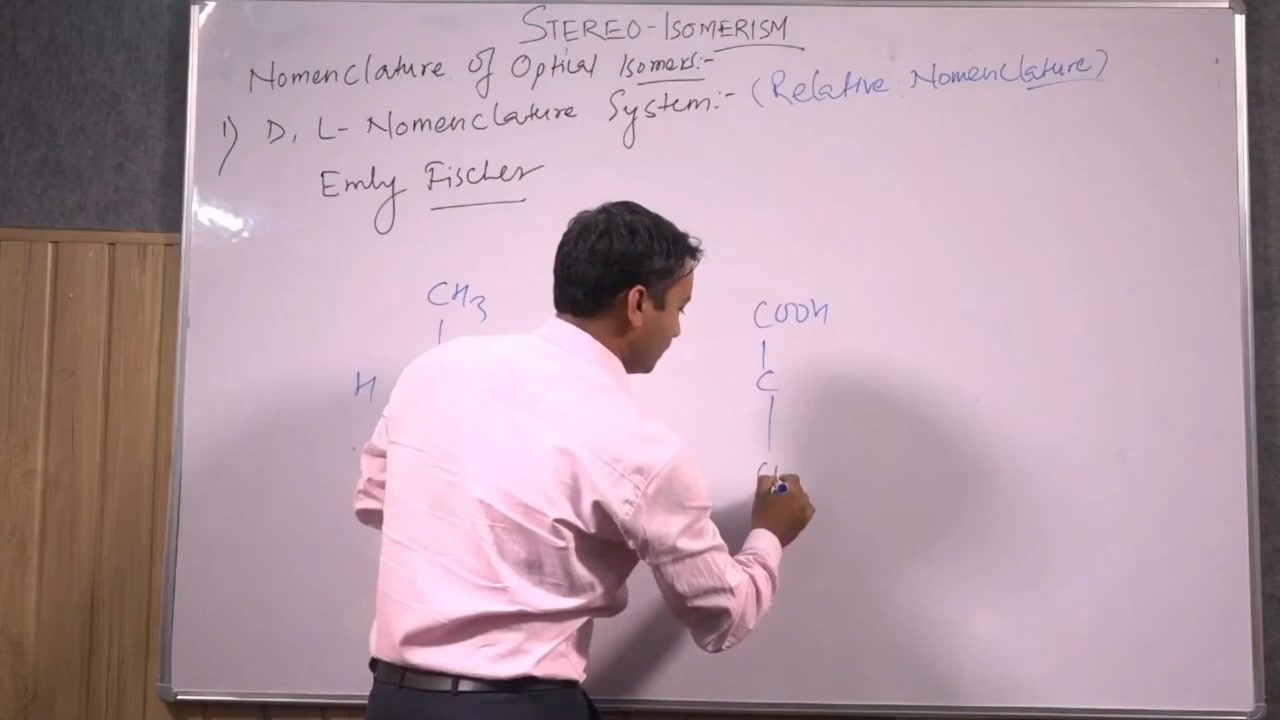 STEREO-ISOMERISM
Nomenclature of Optical Isomers:-
1) D, L- Nomenclature System:- (Relative Nomenclature)
Emly Fischer
CH3
COOH
H
C